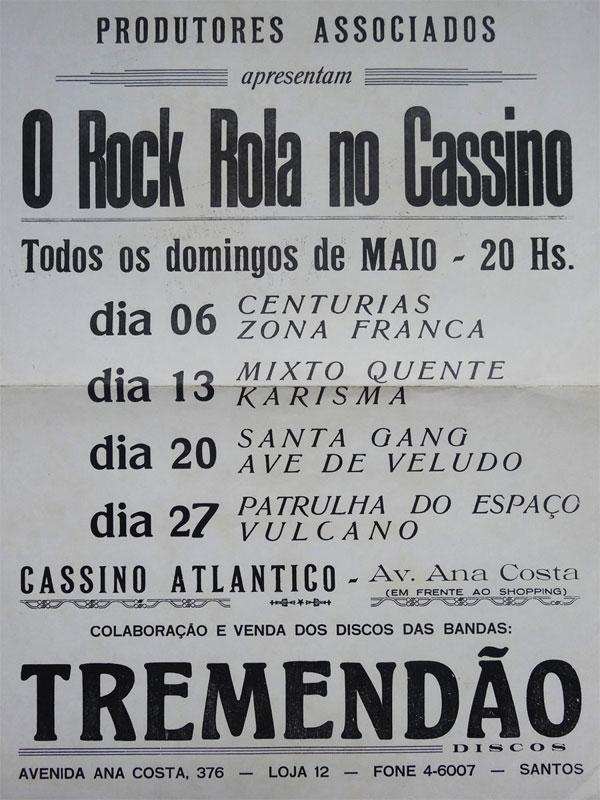 PRODUTORES ASSOCIADOS
apresentam
O Rock Rola no Cassino
Todos os domingos de MAIO - 20 Hs.
dia 06 CENTURIAS
ZONA FRANCA
dia 13 MIXTO QUENTE
KARISMA
dia 20 SANTA GANG
AVE DE VELUDO
dia 27 PATRULHA DO ESPAÇO
VULCANO
CASSINO ATLANTICO - Av. Ana Costa
(EM FRENTE AO SHOPPING)
COLABORAÇÃO E VENDA DOS DISCOS DAS BANDAS:
TREMENDÃO
DISCOS
AVENIDA ANA COSTA, 376 — LOJA 12 — FONE 4-6007 — SANTOS